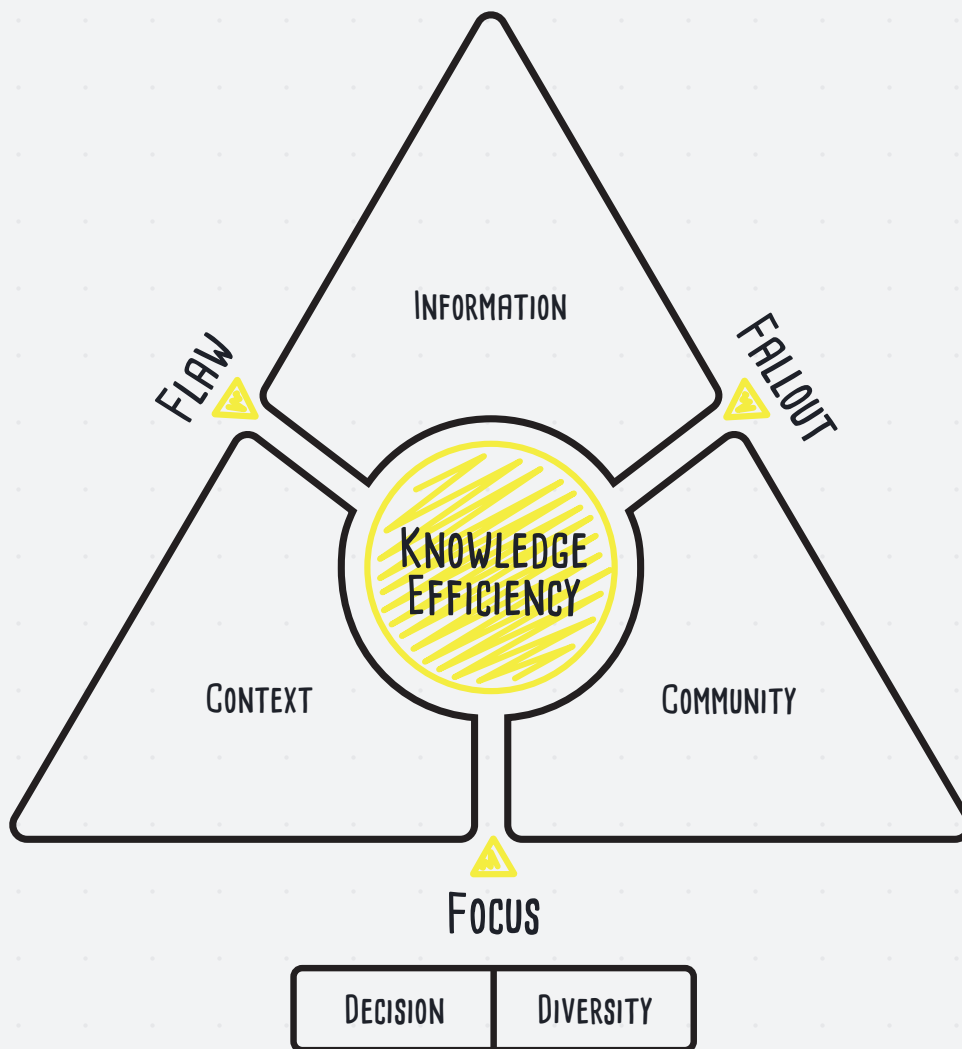 Information
Flaw
Fallout
Knowledge
Efficiency
Context
Community
Focus
Decision
Diversity